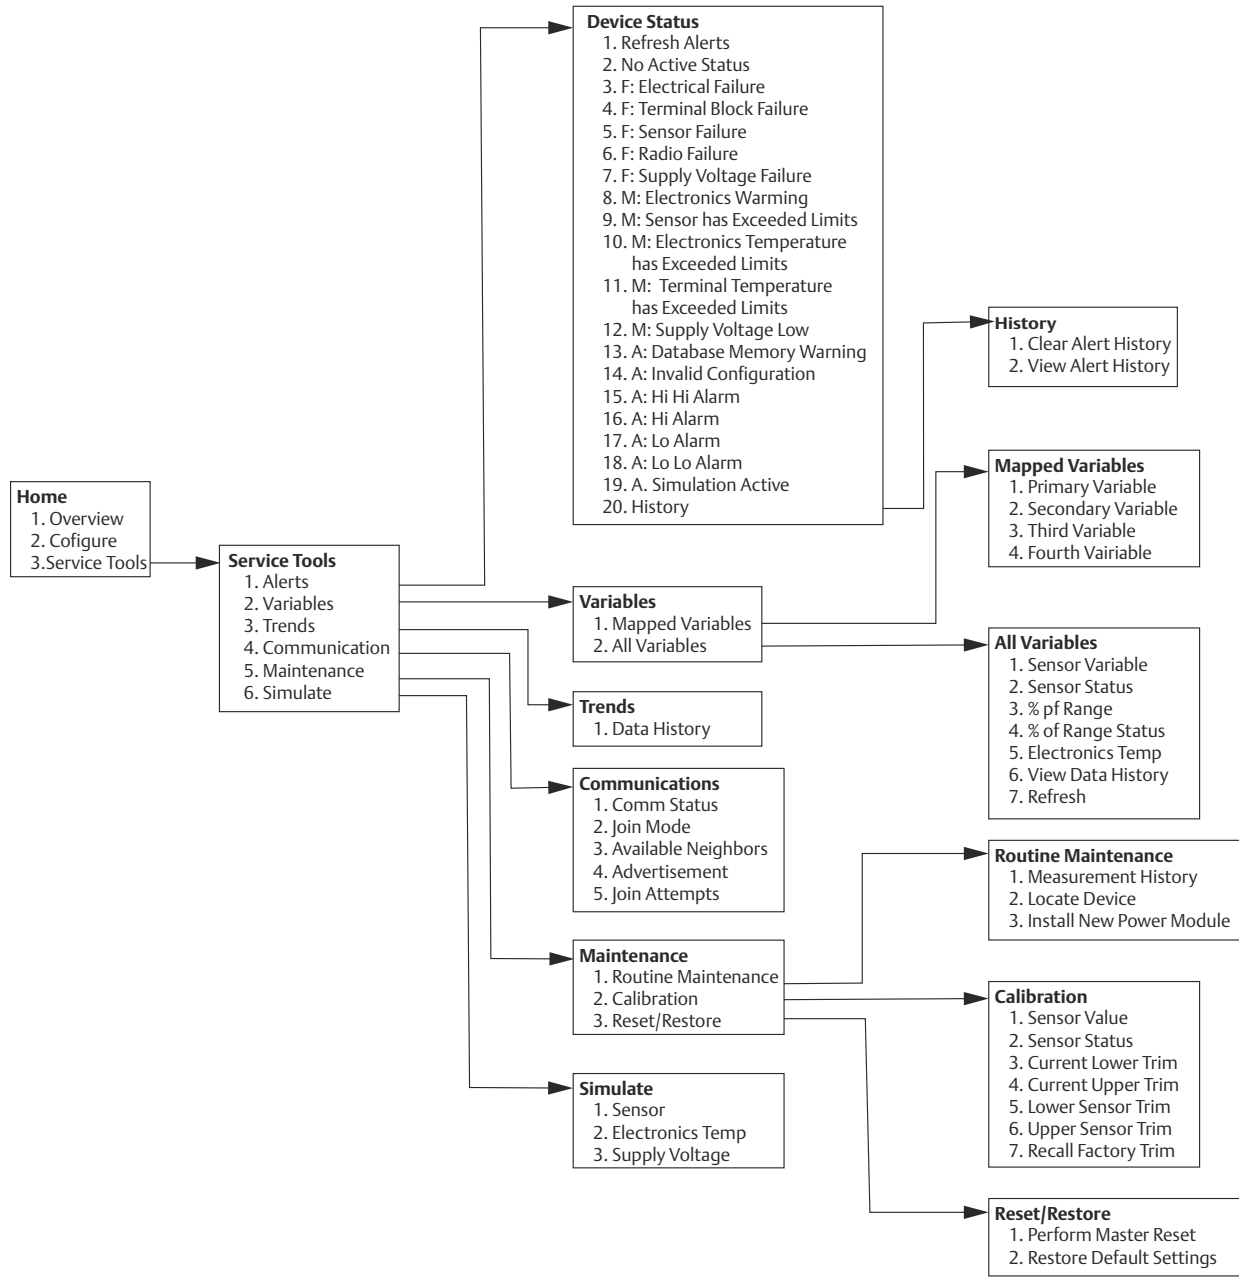 Home
1. Overview
2. Cofigure
3.Service Tools
Service Tools
1. Alerts
2. Variables
3. Trends
4. Communication
5. Maintenance
6. Simulate
Device Status
1. Refresh Alerts
2. No Active Status
3. F: Electrical Failure
4. F: Terminal Block Failure
5. F: Sensor Failure
6. F: Radio Failure
7. F: Supply Voltage Failure
8. M: Electronics Warming
9. M: Sensor has Exceeded Limits
10. M: Electronics Temperature
has Exceeded Limits
11. M: Terminal Temperature
has Exceeded Limits
12. M: Supply Voltage Low
13. A: Database Memory Warning
14. A: Invalid Configuration
15. A: Hi Hi Alarm
16. A: Hi Alarm
17. A: Lo Alarm
18. A: Lo Lo Alarm
19. A. Simulation Active
20. History
Variables
1. Mapped Variables
2. All Variables
Trends
1. Data History
Communications
1. Comm Status
2. Join Mode
3. Available Neighbors
4. Advertisement
5. Join Attempts
Maintenance
1. Routine Maintenance
2. Calibration
3. Reset/Restore
Simulate
1. Sensor
2. Electronics Temp
3. Supply Voltage
History
1. Clear Alert History
2. View Alert History
Mapped Variables
1. Primary Variable
2. Secondary Variable
3. Third Variable
4. Fourth Vairiable
All Variables
1. Sensor Variable
2. Sensor Status
3. % pf Range
4. % of Range Status
5. Electronics Temp
6. View Data History
7. Refresh
Routine Maintenance
1. Measurement History
2. Locate Device
3. Install New Power Module
Calibration
1. Sensor Value
2. Sensor Status
3. Current Lower Trim
4. Current Upper Trim
5. Lower Sensor Trim
6. Upper Sensor Trim
7. Recall Factory Trim
Reset/Restore
1. Perform Master Reset
2. Restore Default Settings